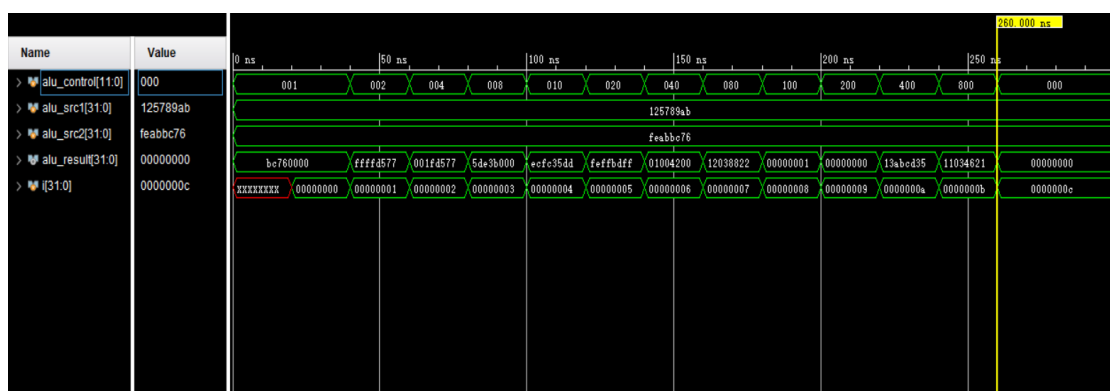 260.000 ns
Name Value
0 ns 50 ns 100 ns 150 ns 200 ns 250 ns
alu_control[11:0] 000 001 002 004 008 010 020 040 080 100 200 400 800 000
alu_src1[31:0] 125789ab 125789ab
alu_src2[31:0] feabbc76 feabbc76
alu_result[31:0] 00000000 bc760000 ffffd577 001fd577 5de3b000 ecfc35dd feffbdff 01004200 12038822 00000001 00000000 13abcd35 11034621 00000000
i[31:0] 0000000c XXXXXXXX 00000000 00000001 00000002 00000003 00000004 00000005 00000006 00000007 00000008 00000009 0000000a 0000000b 0000000c